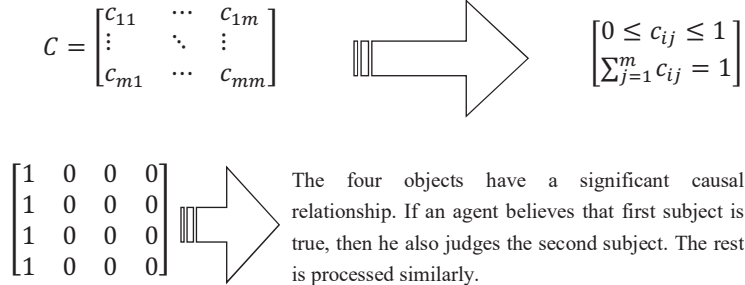 C = [c11 ⋯ c1m
⋮ ⋱ ⋮
cm1 ⋯ cmm]
[0 ≤ cij ≤ 1
∑_{j=1}^{m} cij = 1]
[1 0 0 0
1 0 0 0
1 0 0 0
1 0 0 0]
The four objects have a significant causal
relationship. If an agent believes that first subject is
true, then he also judges the second subject. The rest
is processed similarly.